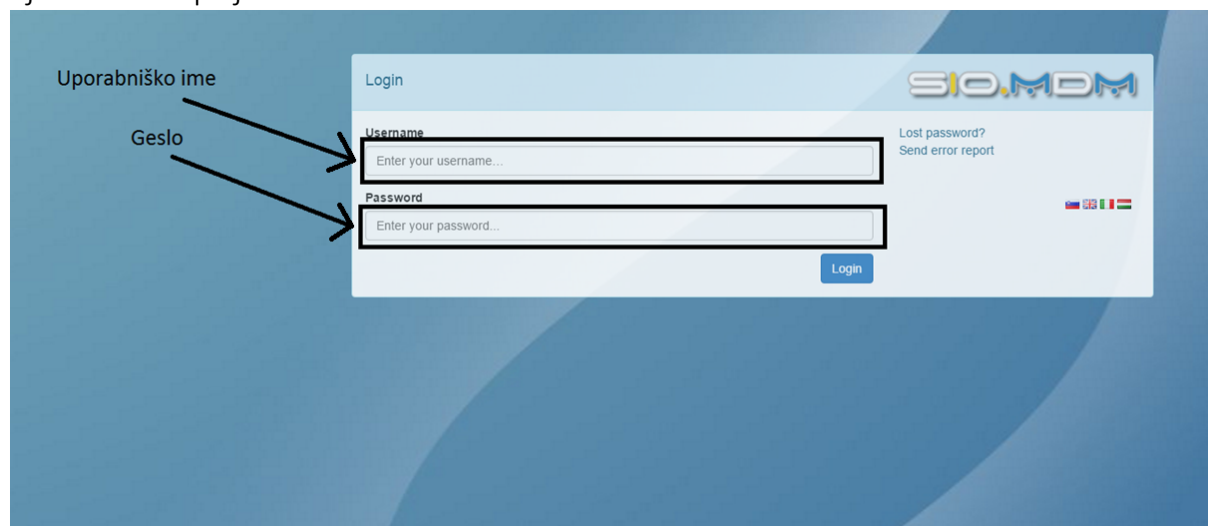 Uporabniško ime
Login
SIO.MDM
Geslo
Username
Enter your username...
Lost password?
Send error report
Password
Enter your password...
Login